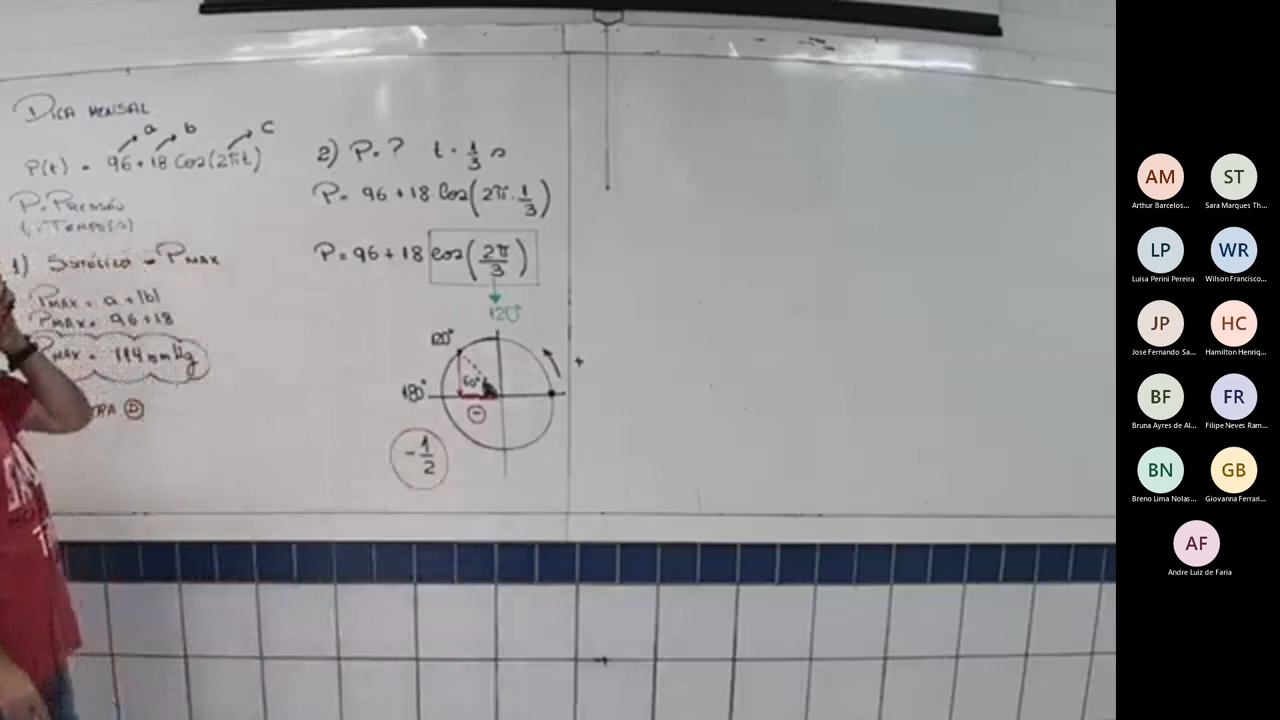 DICA MENSAL
a b c
P(t) = 96 + 18 Cos(2πt)
P = PRESSÃO
t = TEMPO(s)
1) SISTÓLICA = PMAX
PMAX = a + |b|
PMAX = 96 + 18
PMAX = 114 mmHg
D
2) P = ? t = 1/3 s
P = 96 + 18 Cos(2π · 1/3)
P = 96 + 18 cos(2π/3)
120°
120°
180°
60°
+
-
-1/2
AM
Arthur Barcelos...
ST
Sara Marques Th...
LP
Luisa Perini Pereira
WR
Wilson Francisco...
JP
Jose Fernando Sa...
HC
Hamilton Henriq...
BF
Bruna Ayres de Al...
FR
Filipe Neves Ram...
BN
Breno Lima Nolas...
GB
Giovanna Ferrari...
AF
Andre Luiz de Faria